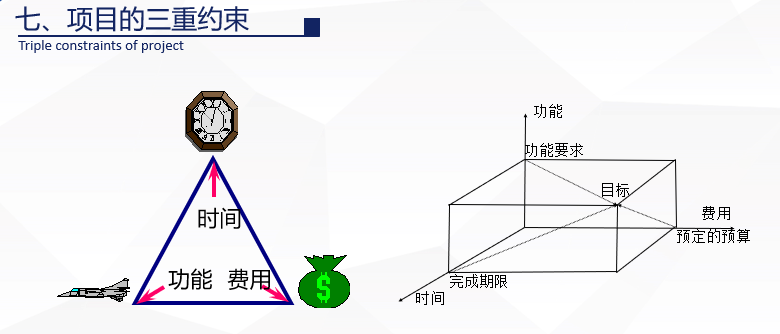 七、项目的三重约束
Triple constraints of project
时间
功能 费用
$
功能
功能要求
目标
费用
预定的预算
完成期限
时间